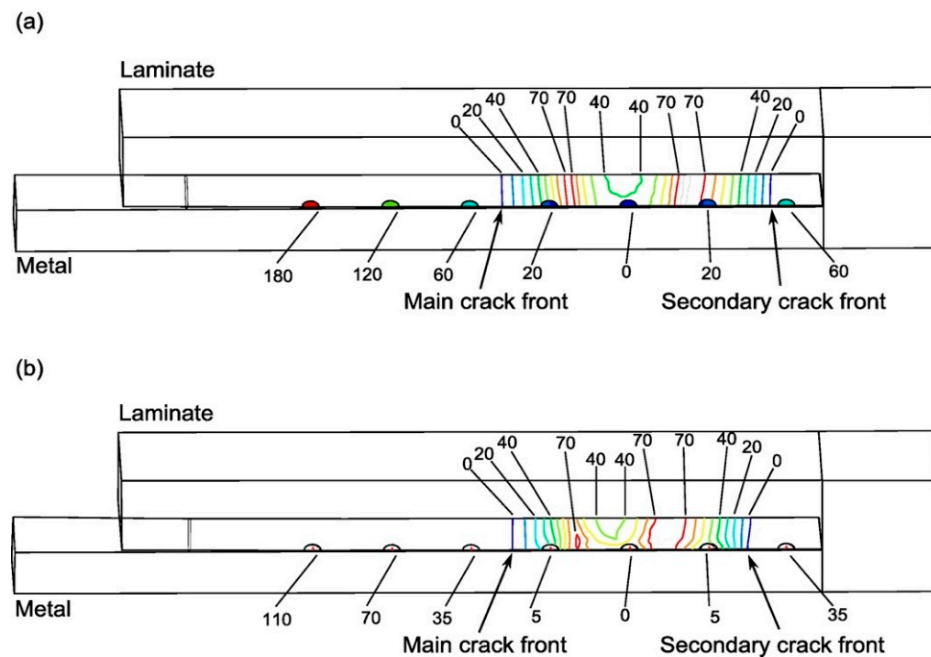 (a)
Laminate
0 20 40 70 70 40 40 70 70 40 20 0
180 120 60 20 0 20 60
Metal
Main crack front Secondary crack front
(b)
Laminate
0 20 40 70 40 40 70 70 40 20 0
110 70 35 5 0 5 35
Metal
Main crack front Secondary crack front